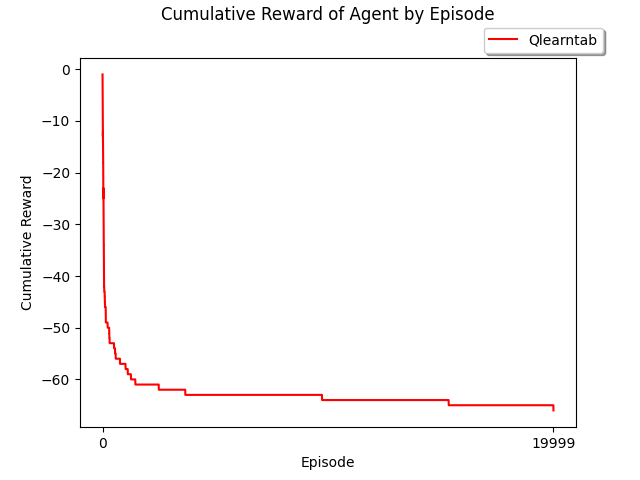 Cumulative Reward of Agent by Episode
Qlearntab
0
−10
−20
−30
−40
−50
−60
Cumulative Reward
0
19999
Episode